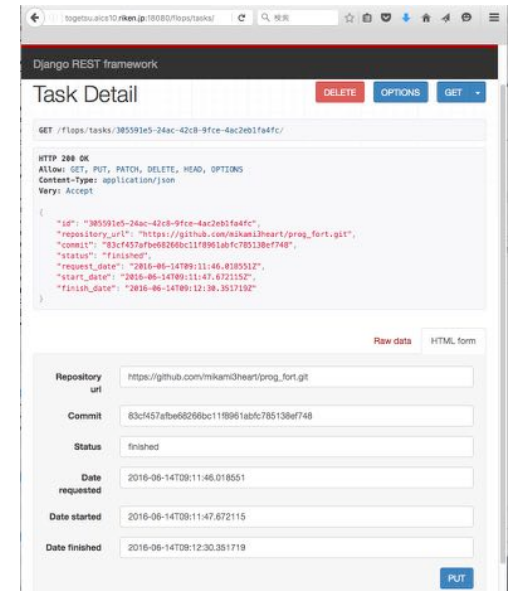 togetsu.aics10.riken.jp:18080/flops/tasks/
検索
Django REST framework
Task Detail
DELETE
OPTIONS
GET
GET /flops/tasks/305591e5-24ac-42c8-9fce-4ac2eb1fa4fc/
HTTP 200 OK
Allow: GET, PUT, PATCH, DELETE, HEAD, OPTIONS
Content-Type: application/json
Vary: Accept
{
"id": "305591e5-24ac-42c8-9fce-4ac2eb1fa4fc",
"repository_url": "https://github.com/mikami3heart/prog_fort.git",
"commit": "83cf457afbe68266bc11f8961abfc785138ef748",
"status": "finished",
"request_date": "2016-06-14T09:11:46.018551Z",
"start_date": "2016-06-14T09:11:47.672115Z",
"finish_date": "2016-06-14T09:12:30.351719Z"
}
Raw data
HTML form
Repository url
https://github.com/mikami3heart/prog_fort.git
Commit
83cf457afbe68266bc11f8961abfc785138ef748
Status
finished
Date requested
2016-06-14T09:11:46.018551
Date started
2016-06-14T09:11:47.672115
Date finished
2016-06-14T09:12:30.351719
PUT